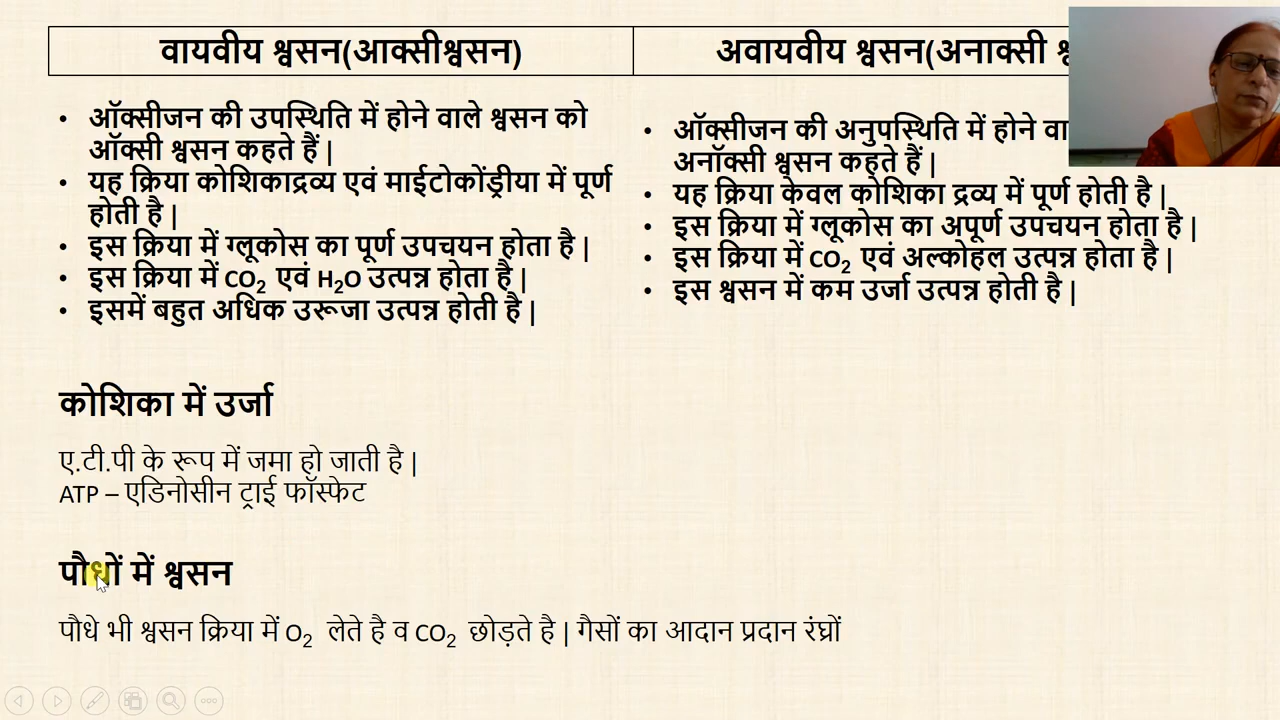 वायवीय श्वसन(आक्सीश्वसन)
अवायवीय श्वसन(अनाक्सी
• ऑक्सीजन की उपस्थिति में होने वाले श्वसन को
ऑक्सी श्वसन कहते हैं |
• यह क्रिया कोशिकाद्रव्य एवं माईटोकोंड्रीया में पूर्ण
होती है |
• इस क्रिया में ग्लूकोस का पूर्ण उपचयन होता है |
• इस क्रिया में CO₂ एवं H₂O उत्पन्न होता है |
• इसमें बहुत अधिक उरूजा उत्पन्न होती है |
• ऑक्सीजन की अनुपस्थिति में होने
अनॉक्सी श्वसन कहते हैं |
• यह क्रिया केवल कोशिका द्रव्य में पूर्ण होती है |
• इस क्रिया में ग्लूकोस का अपूर्ण उपचयन होता है |
• इस क्रिया में CO₂ एवं अल्कोहल उत्पन्न होता है |
• इस श्वसन में कम उर्जा उत्पन्न होती है |
कोशिका में उर्जा
ए.टी.पी के रूप में जमा हो जाती है |
ATP – एडिनोसीन ट्राई फॉस्फेट
पौधों में श्वसन
पौधे भी श्वसन क्रिया में O₂ लेते है व CO₂ छोड़ते है | गैसों का आदान प्रदान रंघ्रों